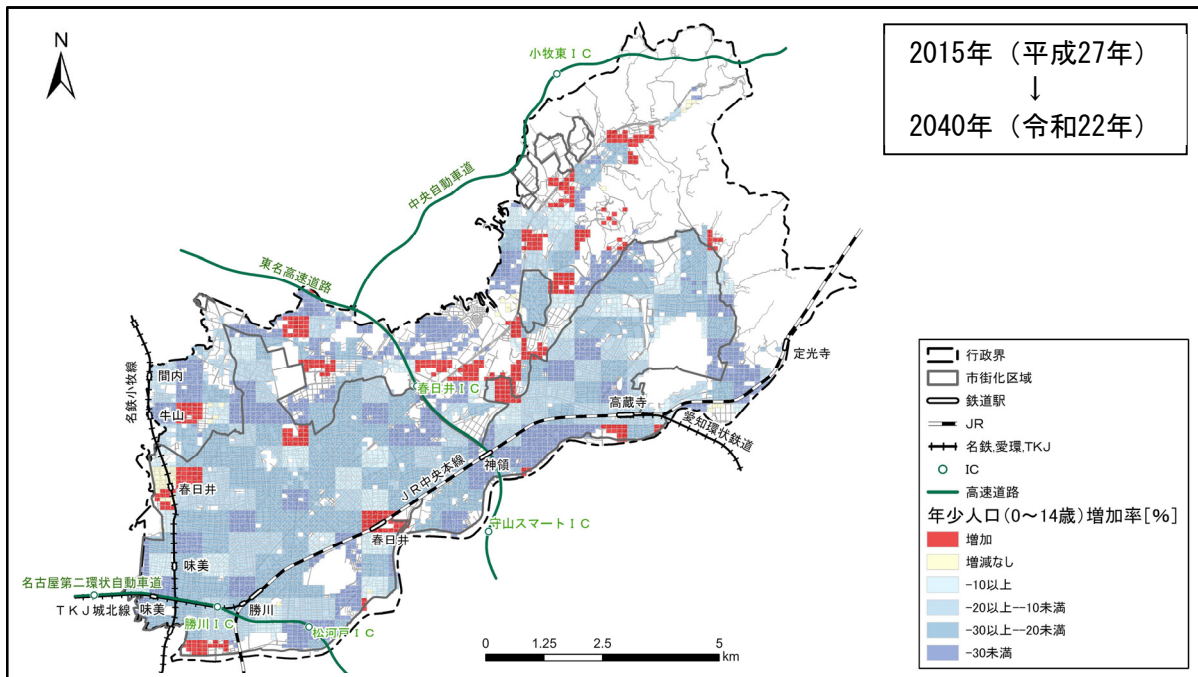 N
2015年（平成27年）
↓
2040年（令和22年）
小牧東ＩＣ
中央自動車道
東名高速道路
名鉄小牧線
間内
牛山
春日井ＩＣ
定光寺
高蔵寺
愛知環状鉄道
ＪＲ中央本線
神領
春日井
守山スマートＩＣ
春日井
味美
名古屋第二環状自動車道
ＴＫＪ城北線
味美
勝川
勝川ＩＣ
松河戸ＩＣ
0 1.25 2.5 5
km
行政界
市街化区域
鉄道駅
JR
名鉄,愛環,TKJ
IC
高速道路
年少人口(0～14歳)増加率[%]
増加
増減なし
-10以上
-20以上--10未満
-30以上--20未満
-30未満